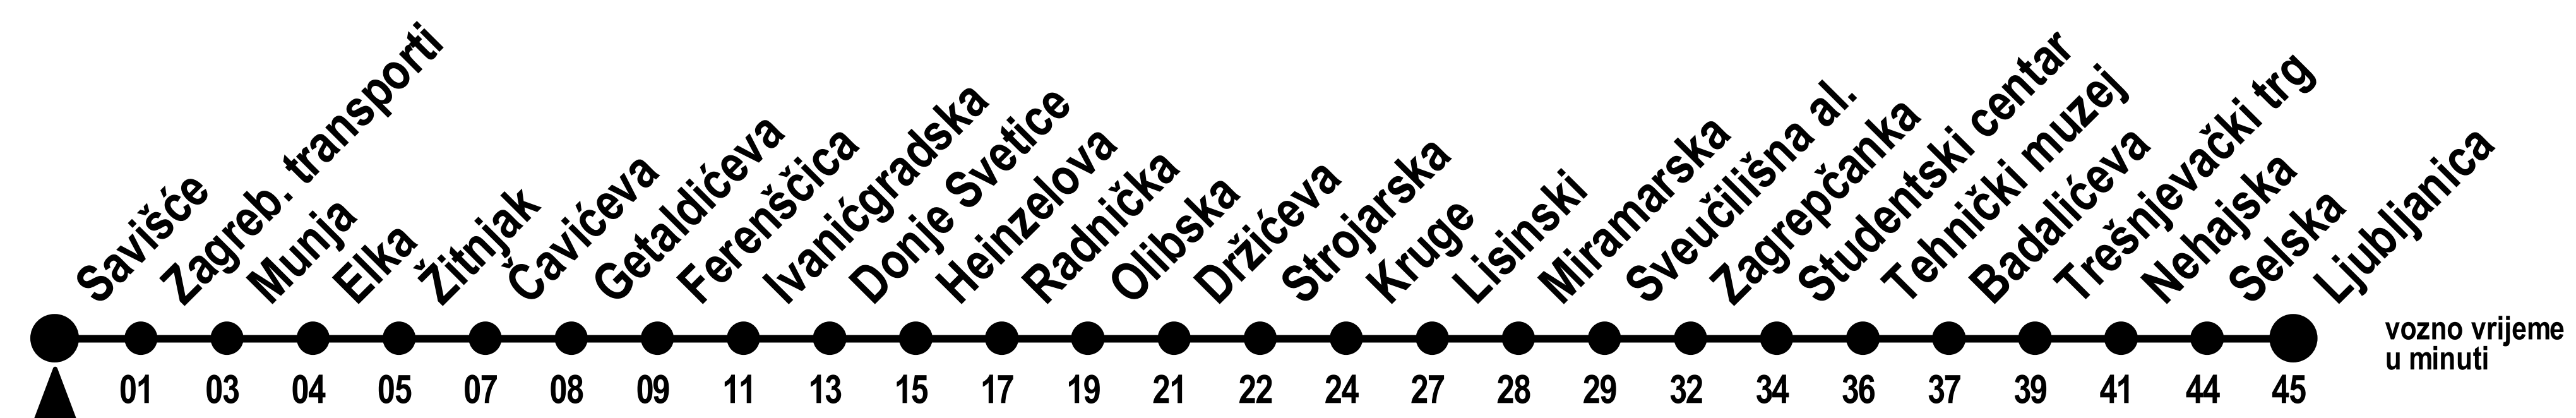 Savišće
Zagreb. transporti
Munja
Elka
Žitnjak
Čavićeva
Getaldićeva
Ferenščica
Ivanićgradska
Donje Svetice
Heinzelova
Radnička
Olibska
Držićeva
Strojarska
Kruge
Lisinski
Miramarska
Sveučilišna al.
Zagrepčanka
Studentski centar
Tehnički muzej
Badalićeva
Trešnjevački trg
Nehajska
Selska
Ljubljanica
01 03 04 05 07 08 09 11 13 15 17 19 21 22 24 27 28 29 32 34 36 37 39 41 44 45
vozno vrijeme
u minuti